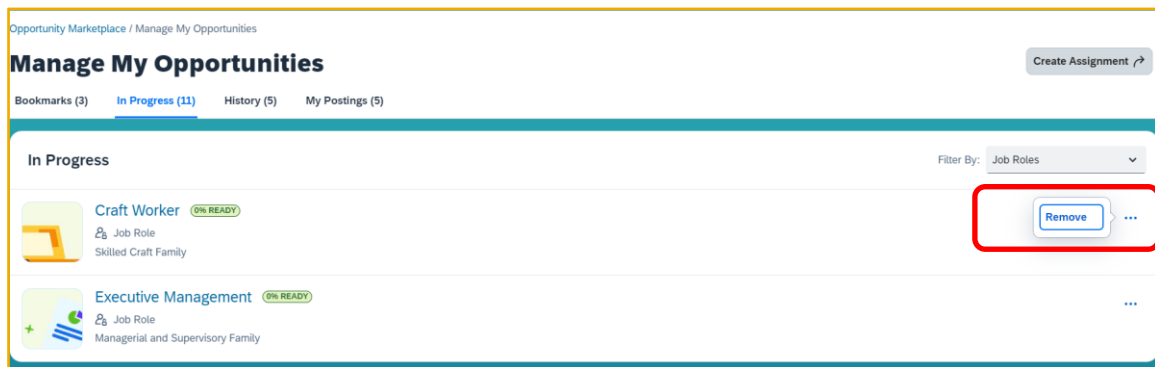 Opportunity Marketplace / Manage My Opportunities
Manage My Opportunities
Create Assignment
Bookmarks (3) In Progress (11) History (5) My Postings (5)
In Progress
Filter By: Job Roles
Craft Worker 0% READY
Job Role
Skilled Craft Family
Remove
Executive Management 0% READY
Job Role
Managerial and Supervisory Family